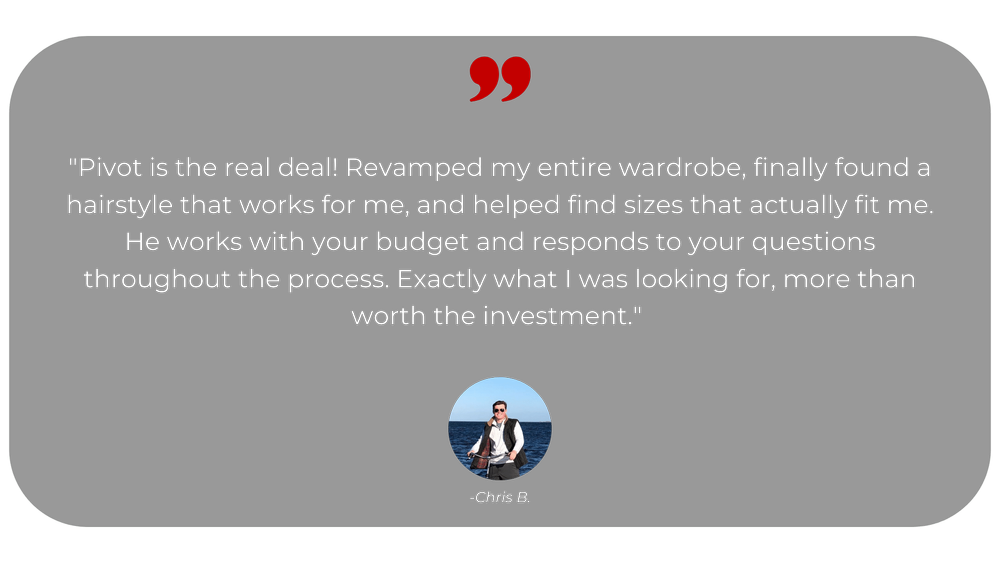 "Pivot is the real deal! Revamped my entire wardrobe, finally found a
hairstyle that works for me, and helped find sizes that actually fit me.
He works with your budget and responds to your questions
throughout the process. Exactly what I was looking for, more than
worth the investment."
-Chris B.